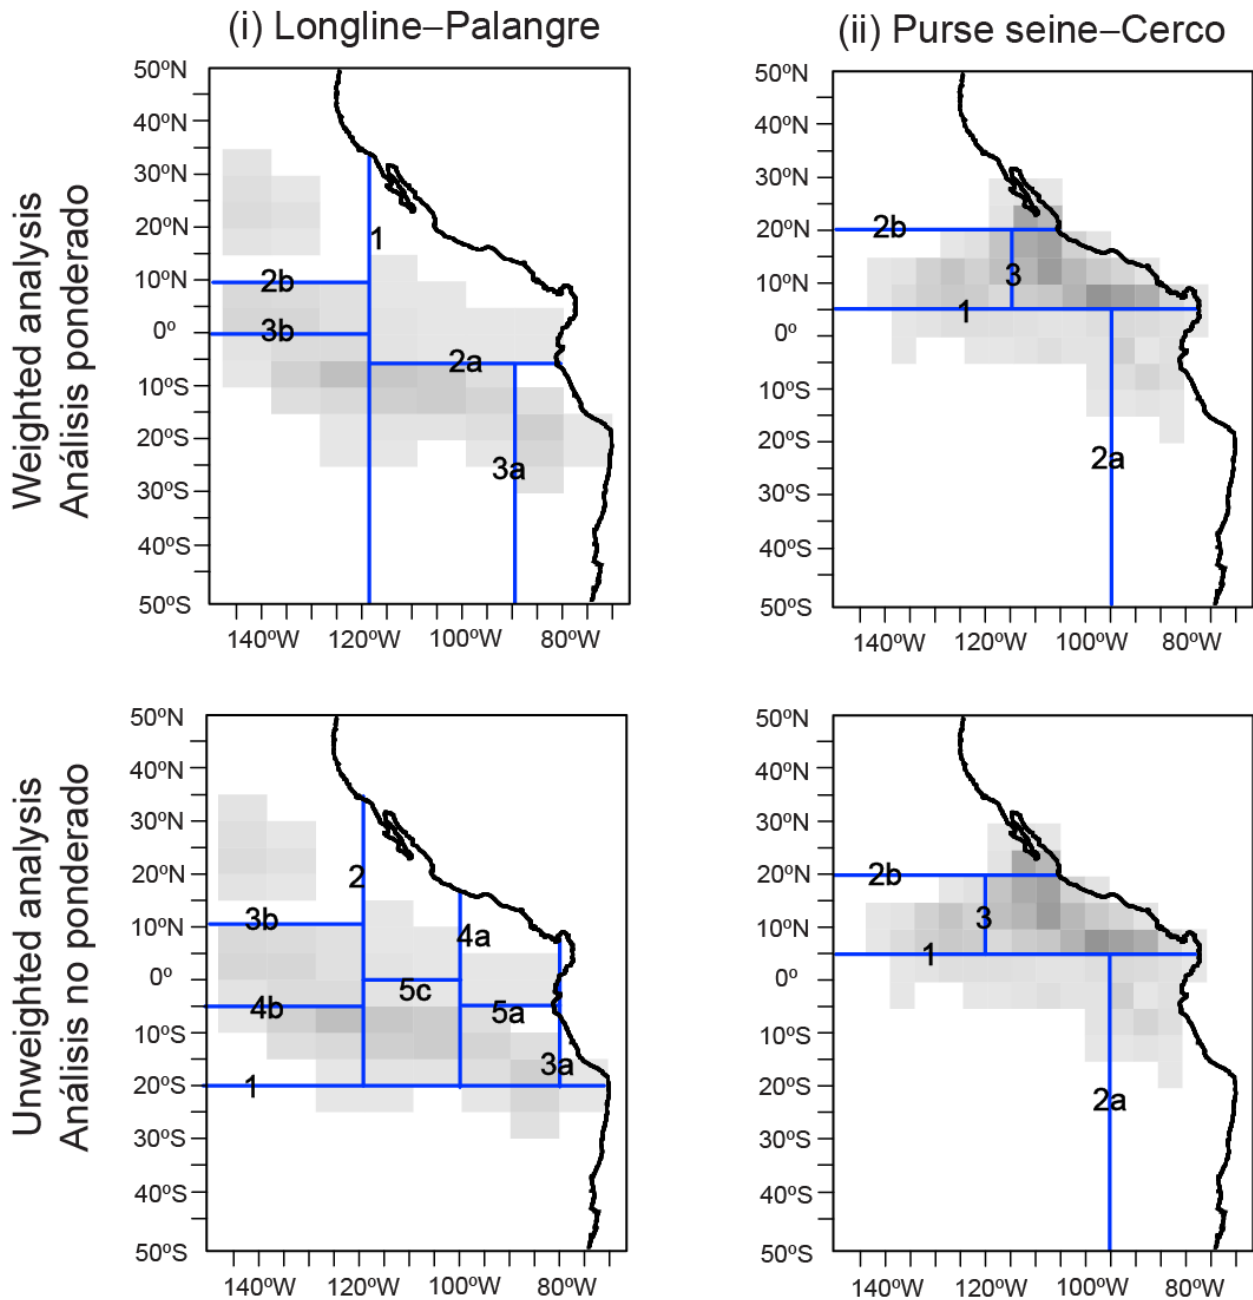 (i) Longline–Palangre
(ii) Purse seine–Cerco
Weighted analysis
Análisis ponderado
50ºN
40ºN
30ºN
20ºN
10ºN
0º
10ºS
20ºS
30ºS
40ºS
50ºS
140ºW
120ºW
100ºW
80ºW
1
2b
3b
2a
3a
50ºN
40ºN
30ºN
20ºN
10ºN
0º
10ºS
20ºS
30ºS
40ºS
50ºS
140ºW
120ºW
100ºW
80ºW
2b
3
1
2a
Unweighted analysis
Análisis no ponderado
50ºN
40ºN
30ºN
20ºN
10ºN
0º
10ºS
20ºS
30ºS
40ºS
50ºS
140ºW
120ºW
100ºW
80ºW
2
3b
4a
5c
4b
5a
3a
1
50ºN
40ºN
30ºN
20ºN
10ºN
0º
10ºS
20ºS
30ºS
40ºS
50ºS
140ºW
120ºW
100ºW
80ºW
2b
3
1
2a